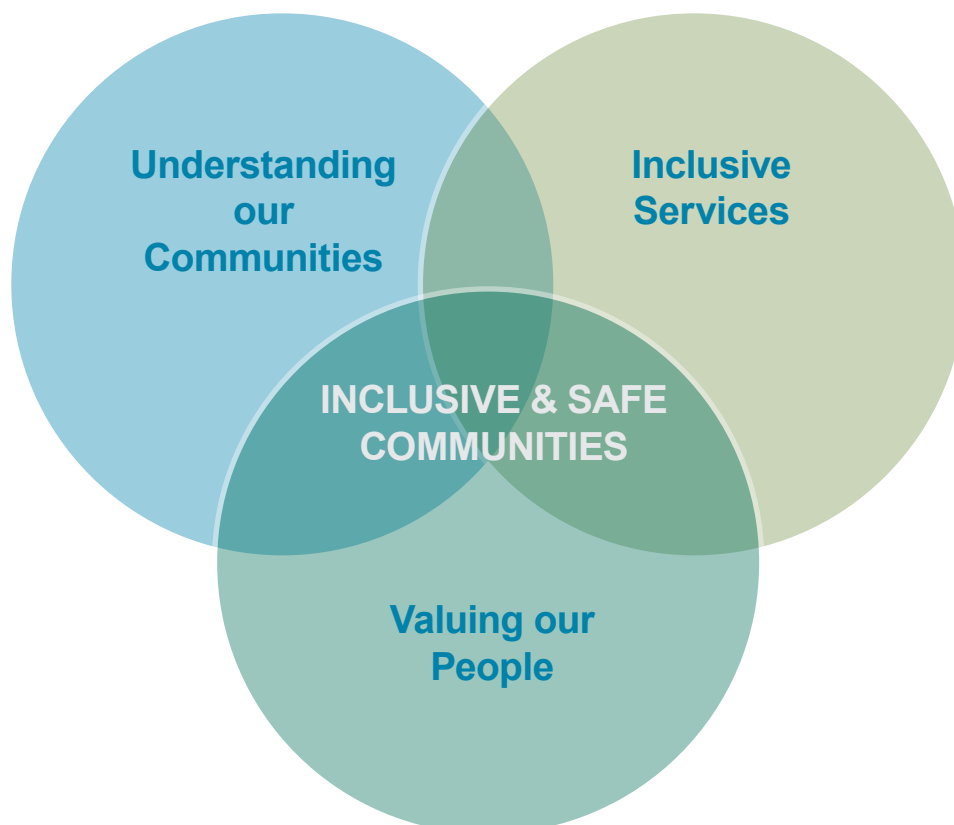 Understanding
our
Communities
Inclusive
Services
INCLUSIVE & SAFE
COMMUNITIES
Valuing our
People